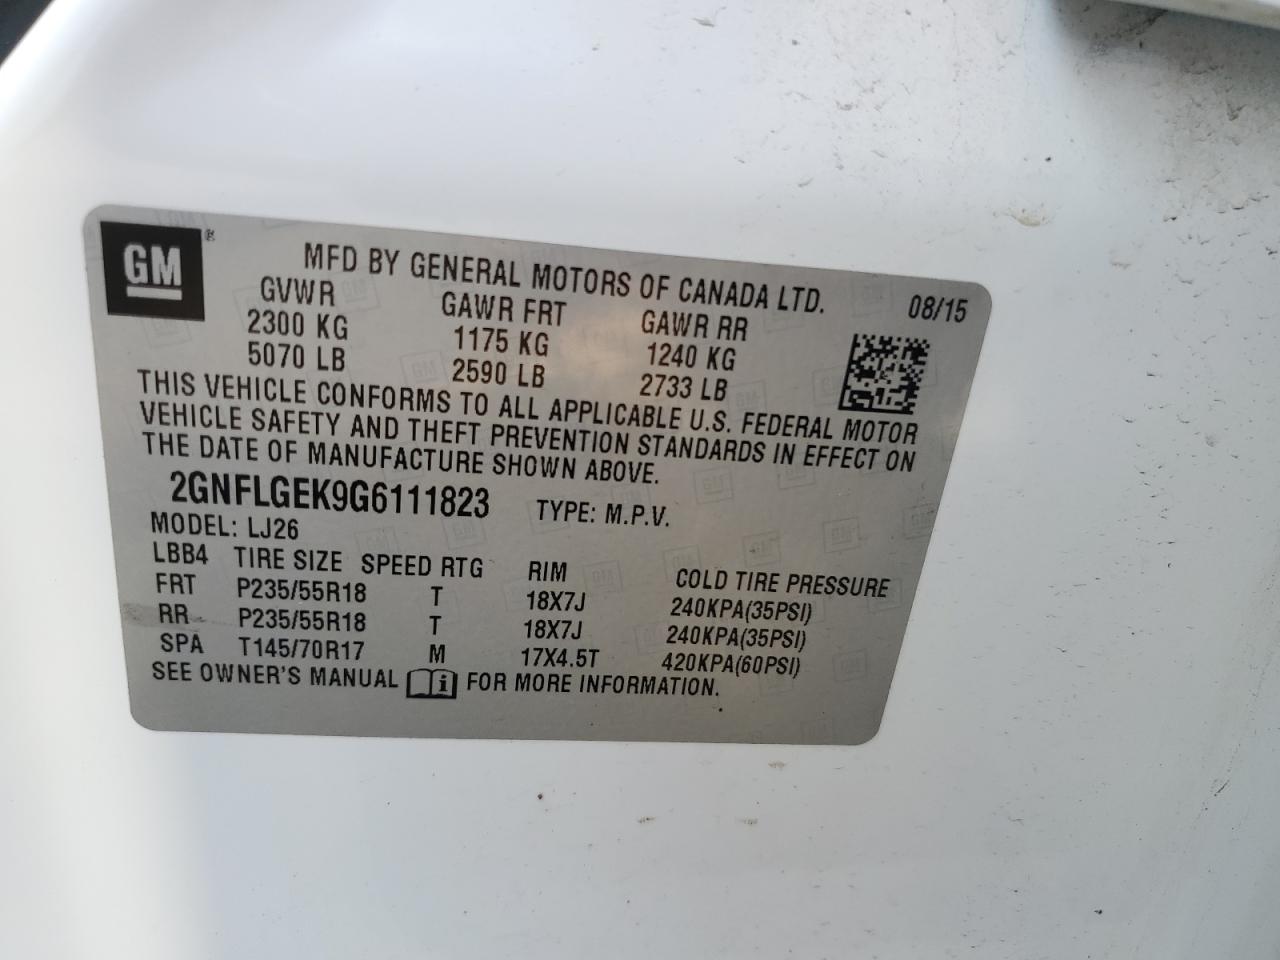 GM®
MFD BY GENERAL MOTORS OF CANADA LTD.
08/15
GVWR GAWR FRT GAWR RR
2300 KG 1175 KG 1240 KG
5070 LB 2590 LB 2733 LB
THIS VEHICLE CONFORMS TO ALL APPLICABLE U.S. FEDERAL MOTOR
VEHICLE SAFETY AND THEFT PREVENTION STANDARDS IN EFFECT ON
THE DATE OF MANUFACTURE SHOWN ABOVE.
2GNFLGEK9G6111823 TYPE: M.P.V.
MODEL: LJ26
LBB4 TIRE SIZE SPEED RTG RIM COLD TIRE PRESSURE
FRT P235/55R18 T 18X7J 240KPA(35PSI)
RR P235/55R18 T 18X7J 240KPA(35PSI)
SPA T145/70R17 M 17X4.5T 420KPA(60PSI)
SEE OWNER'S MANUAL i FOR MORE INFORMATION.